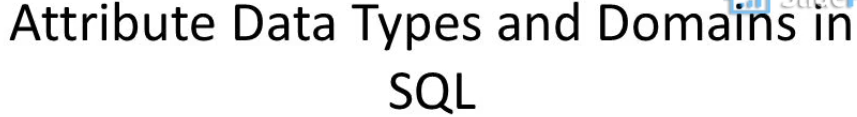 Attribute Data Types and Domains in
SQL